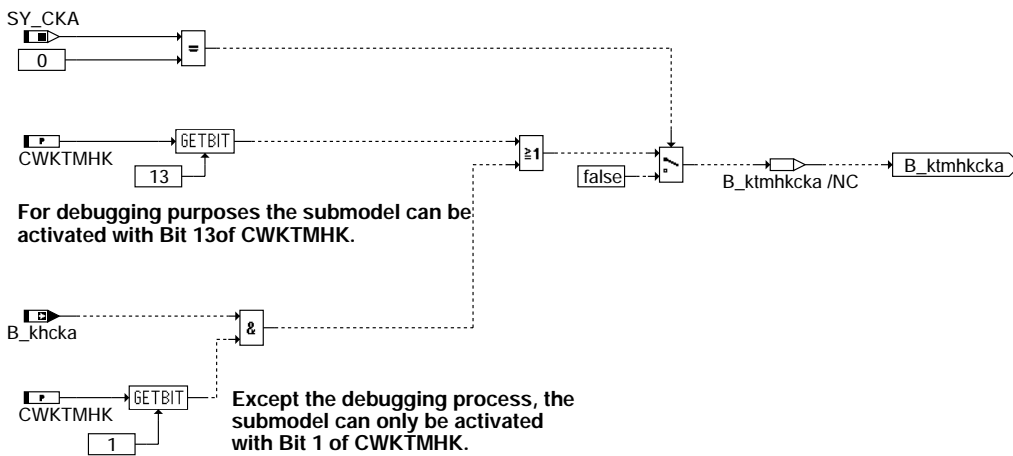 SY_CKA
0
=
CWKTMHK
P
GETBIT
13
≥1
false
B_ktmhkcka /NC
B_ktmhkcka
For debugging purposes the submodel can be
activated with Bit 13of CWKTMHK.
B_khcka
&
CWKTMHK
P
GETBIT
1
Except the debugging process, the
submodel can only be activated
with Bit 1 of CWKTMHK.